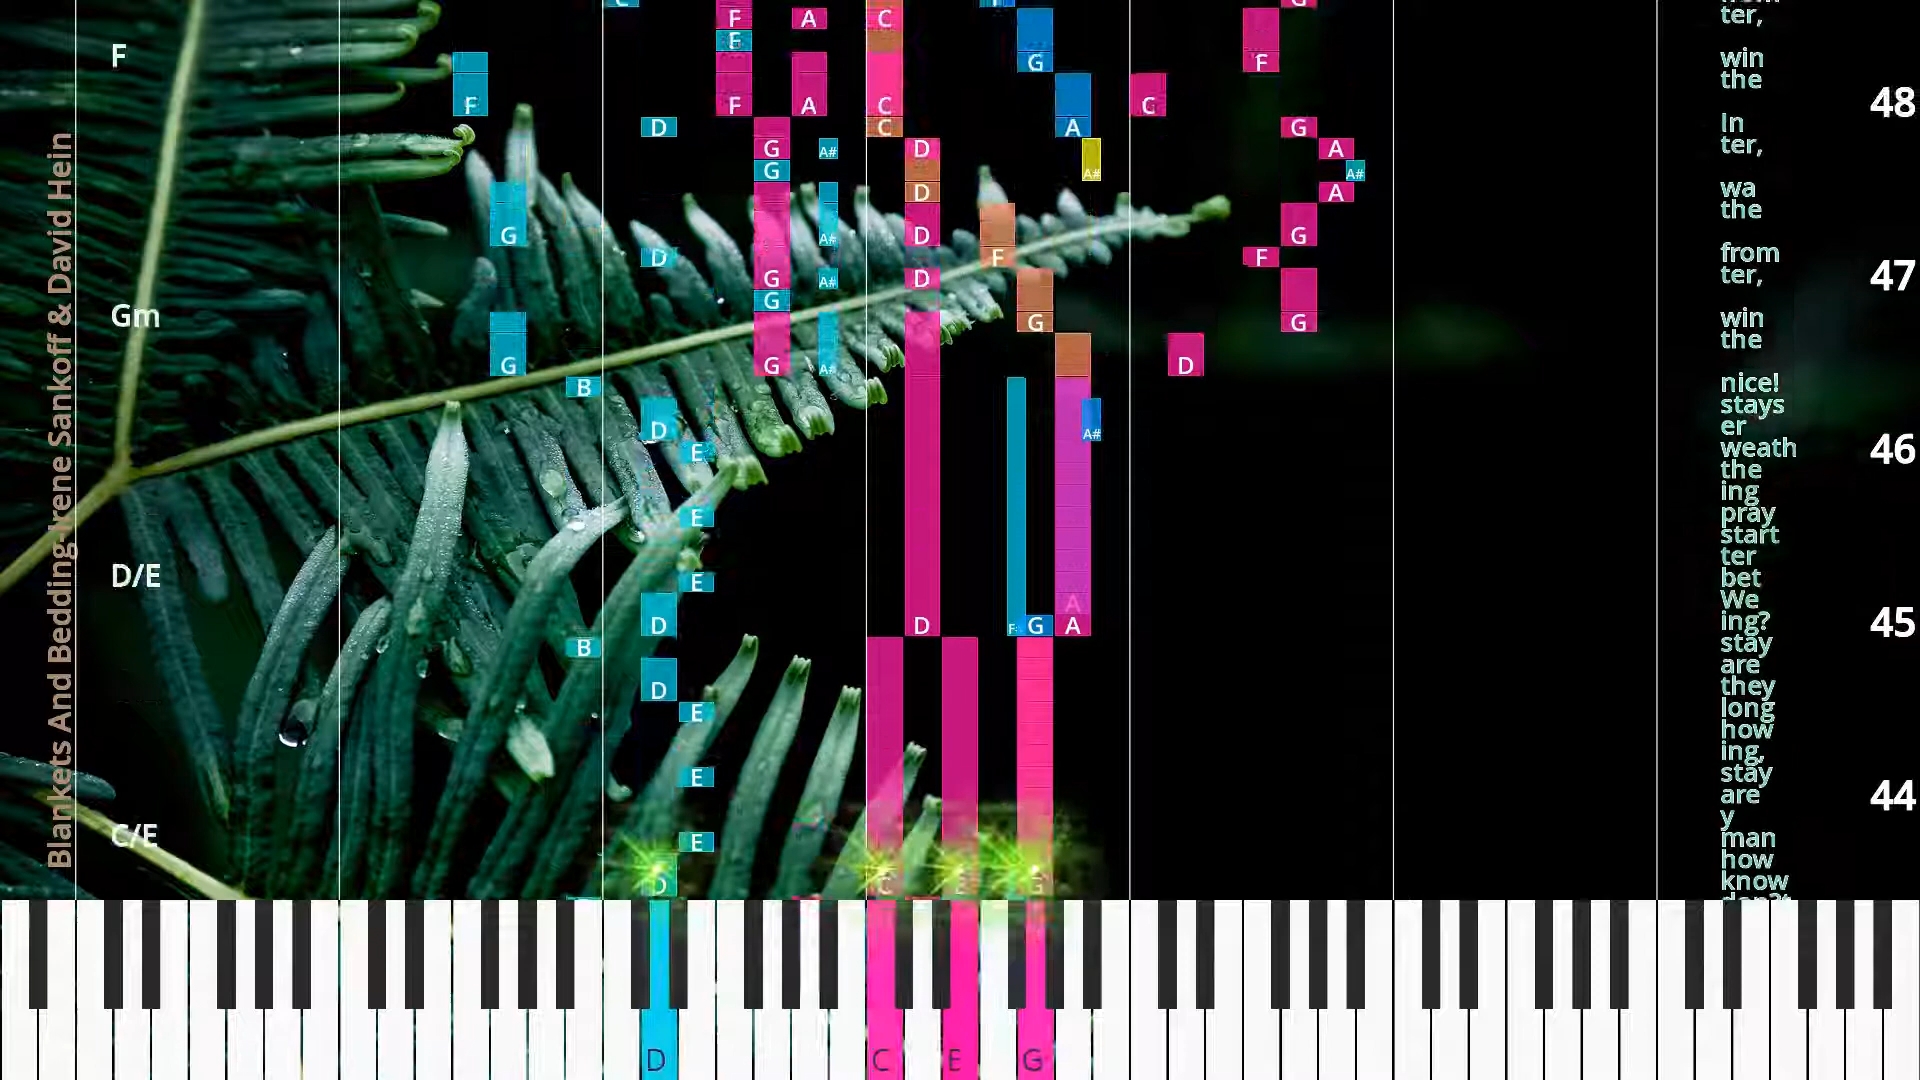 Blankets And Bedding-Irene Sankoff & David Hein
F
Gm
D/E
C/E
C
F A C
E
G
F
F F A C C
D C A G
G A# D A
G D A# A#
A
G A# D G
D F F
G A# D
G
G G
D
G G A#
B
D A#
E
E
E
A
D D F G A
B
D
E
E
E
D C E G
D C E G
ter,
win
the
In
ter,
wa
the
from
ter,
win
the
nice!
stays
er
weath
the
ing
pray
start
ter
bet
We
ing?
stay
are
they
long
how
ing,
stay
are
y
man
how
know
48
47
46
45
44